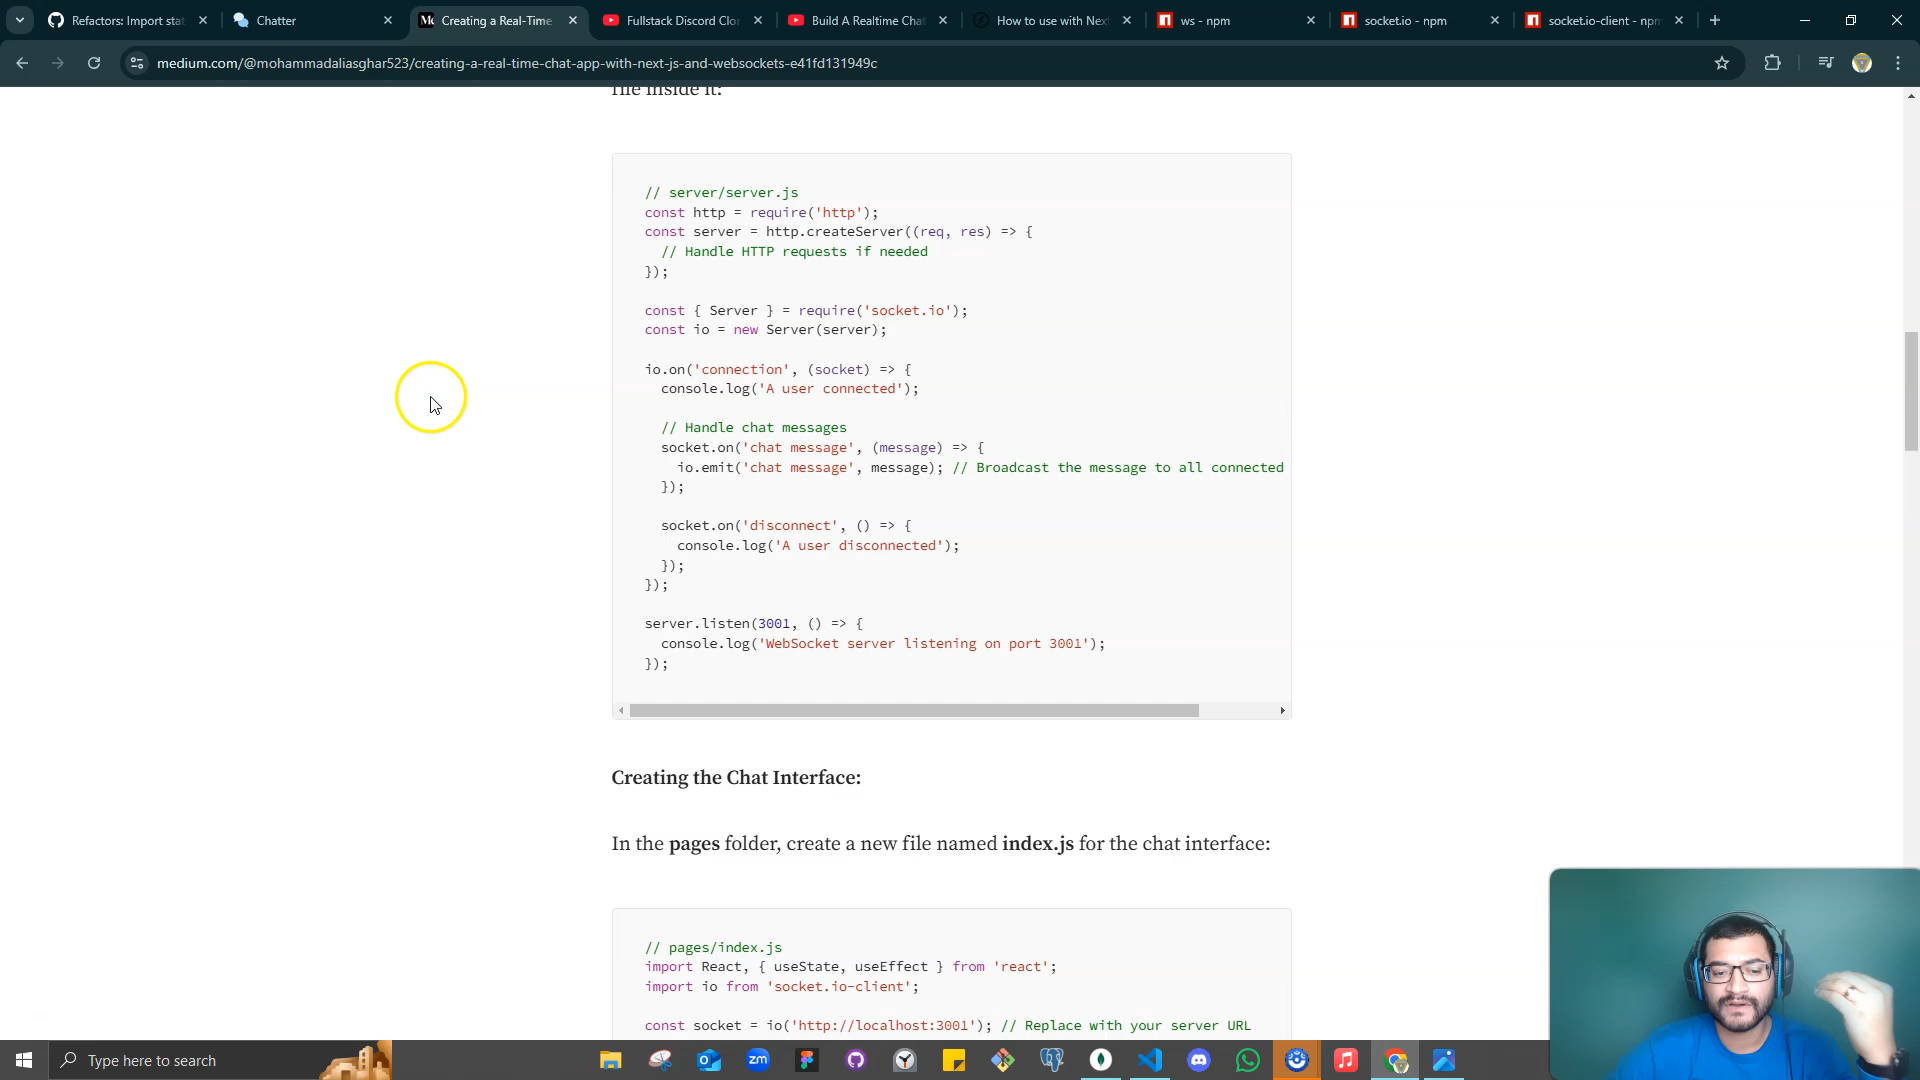 Refactors: Import stat
Chatter
Creating a Real-Time
Fullstack Discord Clor
Build A Realtime Chat
How to use with Next
ws - npm
socket.io - npm
socket.io-client - npm
medium.com/@mohammadaliasghar523/creating-a-real-time-chat-app-with-next-js-and-websockets-e41fd131949c
file inside it:
// server/server.js
const http = require('http');
const server = http.createServer((req, res) => {
// Handle HTTP requests if needed
});
const { Server } = require('socket.io');
const io = new Server(server);
io.on('connection', (socket) => {
console.log('A user connected');
// Handle chat messages
socket.on('chat message', (message) => {
io.emit('chat message', message); // Broadcast the message to all connected
});
socket.on('disconnect', () => {
console.log('A user disconnected');
});
});
server.listen(3001, () => {
console.log('WebSocket server listening on port 3001');
});
Creating the Chat Interface:
In the pages folder, create a new file named index.js for the chat interface:
// pages/index.js
import React, { useState, useEffect } from 'react';
import io from 'socket.io-client';
const socket = io('http://localhost:3001'); // Replace with your server URL
Type here to search
zm